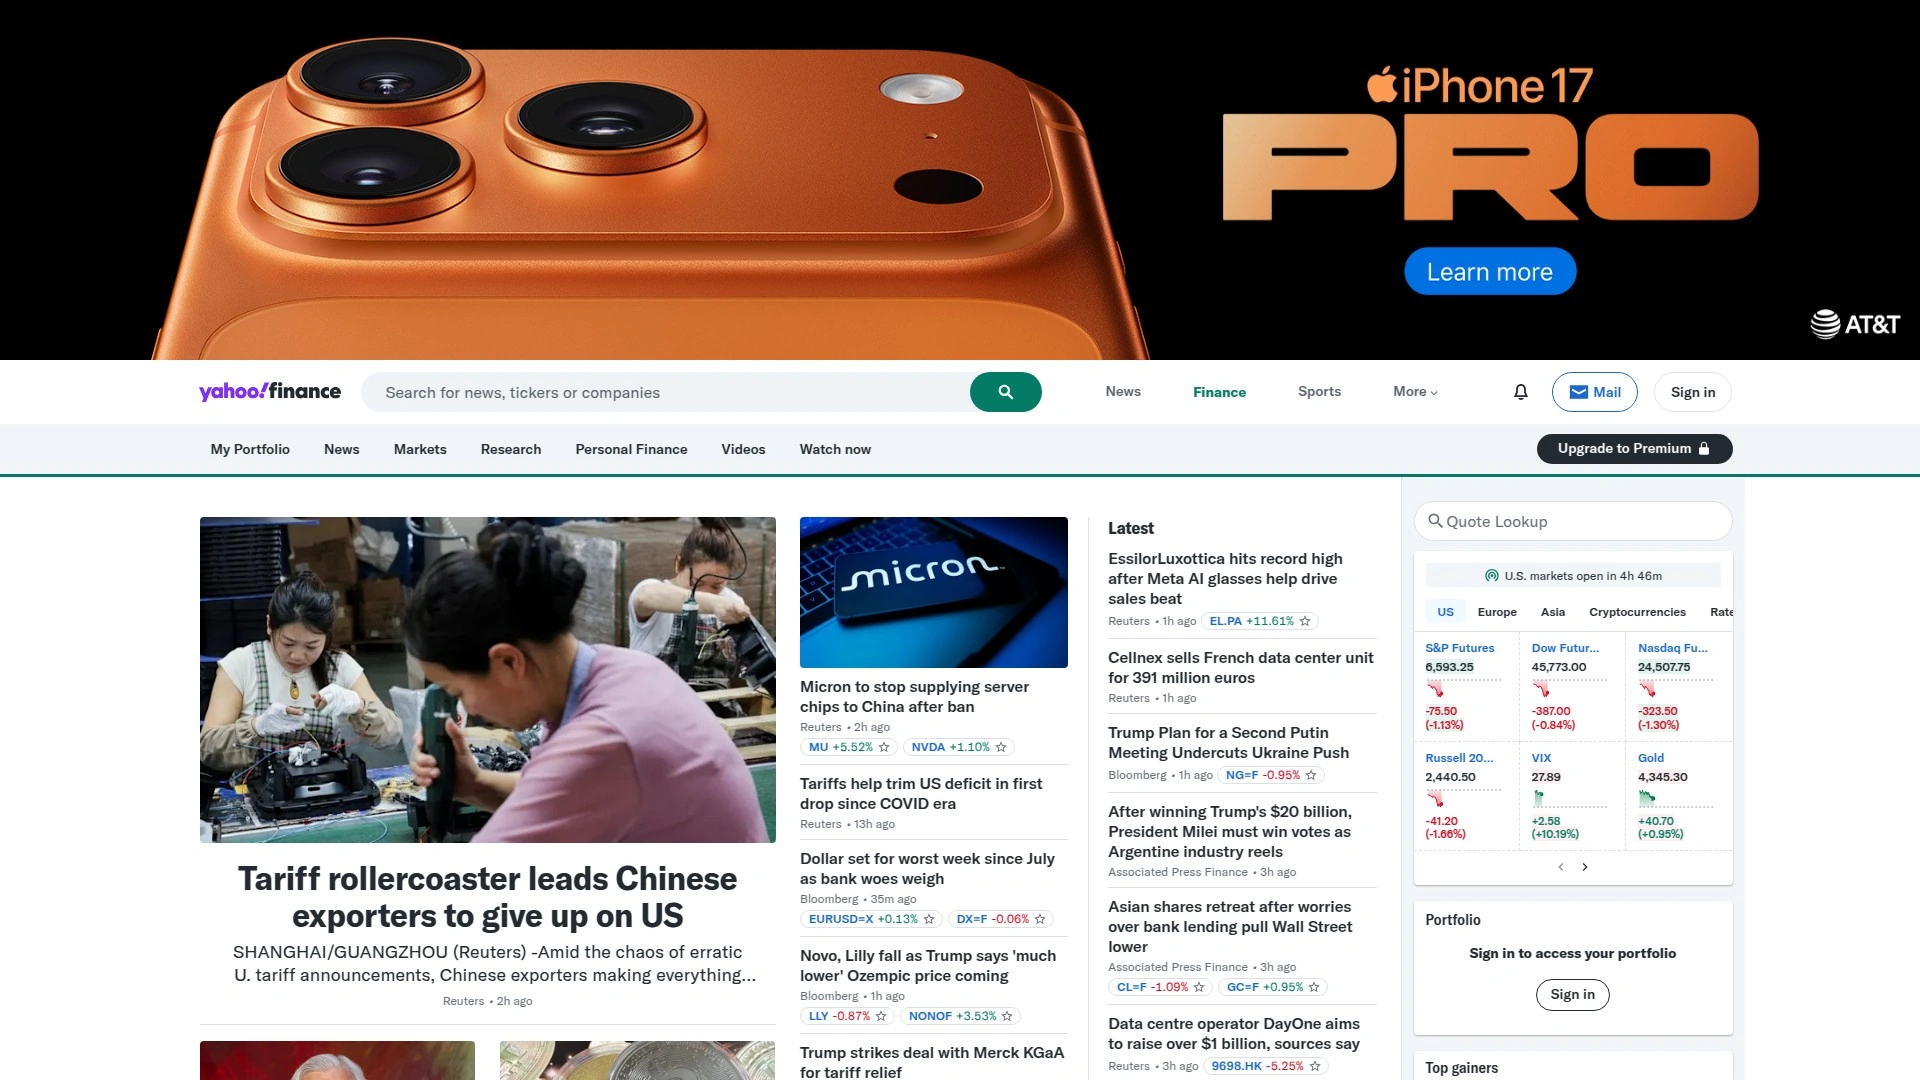 iPhone 17
PRO
Learn more
AT&T
yahoo!finance
Search for news, tickers or companies
News
Finance
Sports
More
Mail
Sign in
My Portfolio
News
Markets
Research
Personal Finance
Videos
Watch now
Upgrade to Premium
Tariff rollercoaster leads Chinese
exporters to give up on US
SHANGHAI/GUANGZHOU (Reuters) -Amid the chaos of erratic
U. tariff announcements, Chinese exporters making everything...
Reuters • 2h ago
micron
Micron to stop supplying server
chips to China after ban
Reuters • 2h ago
MU +5.52%
NVDA +1.10%
Tariffs help trim US deficit in first
drop since COVID era
Reuters • 13h ago
Dollar set for worst week since July
as bank woes weigh
Bloomberg • 35m ago
EURUSD=X +0.13%
DX=F -0.06%
Novo, Lilly fall as Trump says 'much
lower' Ozempic price coming
Bloomberg • 1h ago
LLY -0.87%
NONOF +3.53%
Trump strikes deal with Merck KGaA
for tariff relief
Latest
EssilorLuxottica hits record high
after Meta AI glasses help drive
sales beat
Reuters • 1h ago
EL.PA +11.61%
Cellnex sells French data center unit
for 391 million euros
Reuters • 1h ago
Trump Plan for a Second Putin
Meeting Undercuts Ukraine Push
Bloomberg • 1h ago
NG=F -0.95%
After winning Trump's $20 billion,
President Milei must win votes as
Argentine industry reels
Associated Press Finance • 3h ago
Asian shares retreat after worries
over bank lending pull Wall Street
lower
Associated Press Finance • 3h ago
CL=F -1.09%
GC=F +0.95%
Data centre operator DayOne aims
to raise over $1 billion, sources say
Reuters • 3h ago
9698.HK -5.25%
Quote Lookup
U.S. markets open in 4h 46m
US
Europe
Asia
Cryptocurrencies
Rate
S&P Futures
6,593.25
-75.50
(-1.13%)
Dow Futur...
45,773.00
-387.00
(-0.84%)
Nasdaq Fu...
24,507.75
-323.50
(-1.30%)
Russell 20...
2,440.50
-41.20
(-1.66%)
VIX
27.89
+2.58
(+10.19%)
Gold
4,345.30
+40.70
(+0.95%)
Portfolio
Sign in to access your portfolio
Sign in
Top gainers